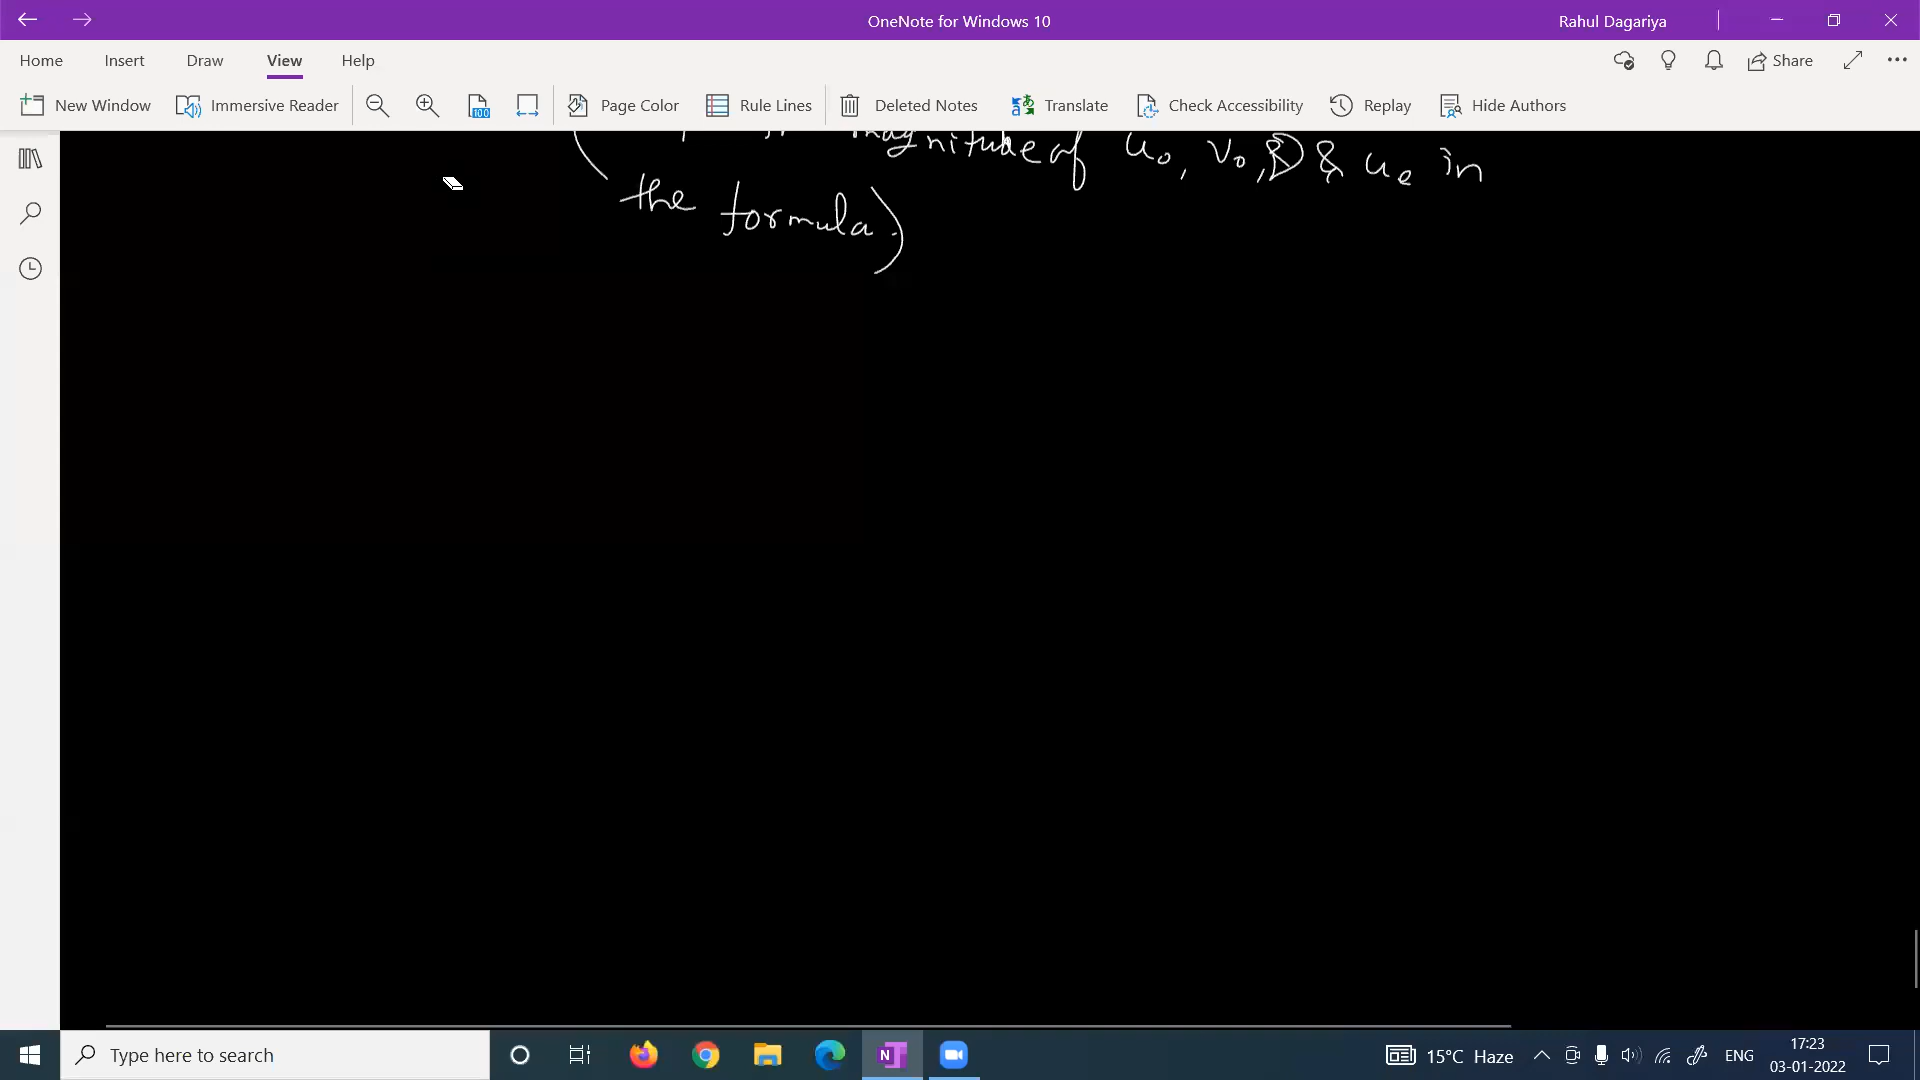 OneNote for Windows 10
Rahul Dagariya
Home Insert Draw View Help
Share
New Window Immersive Reader Page Color Rule Lines Deleted Notes Translate Check Accessibility Replay Hide Authors
magnitude of u₀, v₀, D & uₑ in
the formula)
Type here to search
15°C Haze
ENG
17:23
03-01-2022